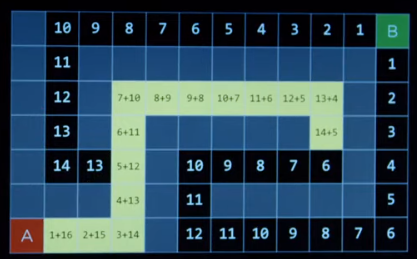 10 9 8 7 6 5 4 3 2 1 B
11 1
12 7+10 8+9 9+8 10+7 11+6 12+5 13+4 2
13 6+11 14+5 3
14 13 5+12 10 9 8 7 6 4
4+13 11 5
A 1+16 2+15 3+14 12 11 10 9 8 7 6